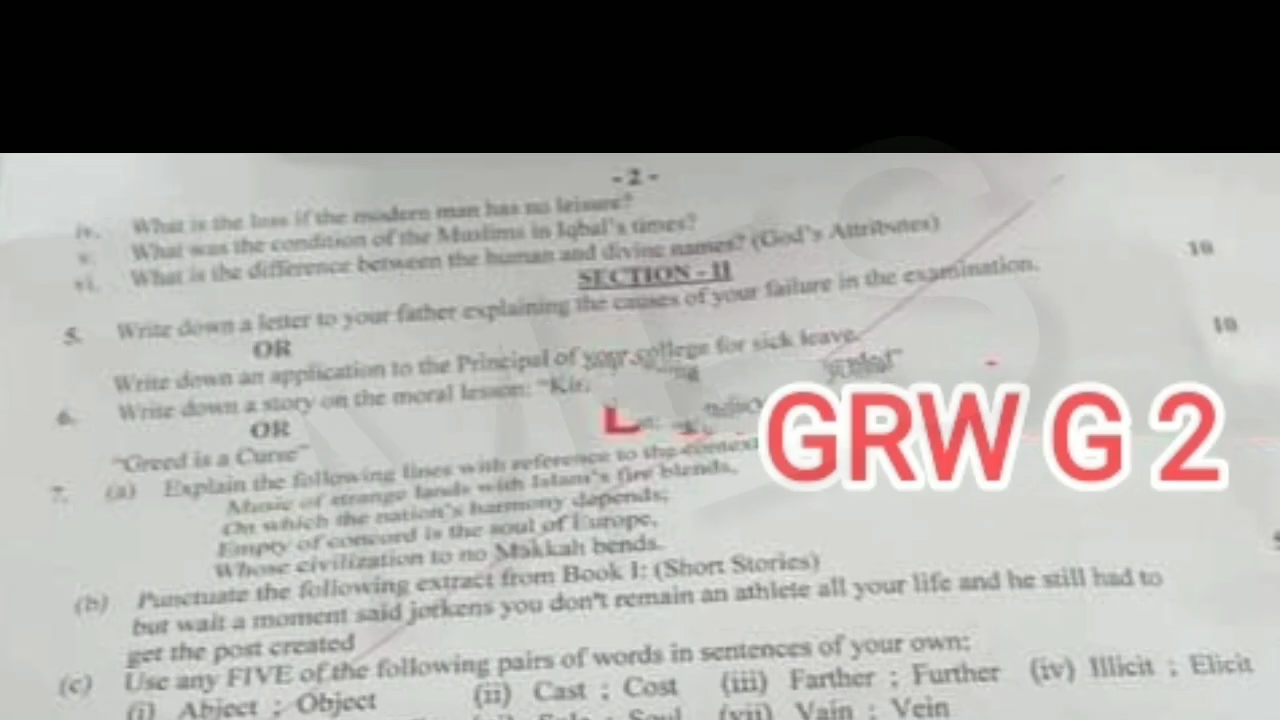 - 2 -
iv. What is the loss if the modern man has no leisure?
v. What was the condition of the Muslims in Iqbal's times?
vi. What is the difference between the human and divine names? (God's Attributes)
SECTION - II
5. Write down a letter to your father explaining the causes of your failure in the examination. 10
OR
Write down an application to the Principal of your college for sick leave.
6. Write down a story on the moral lesson: 10
OR
"Greed is a Curse"
GRW G 2
7. (a) Explain the following lines with reference to the context
Music of strange lands with Islam's fire blends,
On which the nation's harmony depends;
Empty of concord is the soul of Europe,
Whose civilization to no Makkah bends.
(b) Punctuate the following extract from Book I: (Short Stories)
but wait a moment said jorkens you don't remain an athlete all your life and he still had to
get the post created
(c) Use any FIVE of the following pairs of words in sentences of your own:
(i) Abject ; Object (ii) Cast ; Cost (iii) Farther ; Further (iv) Illicit ; Elicit
Soul (vii) Vain ; Vein